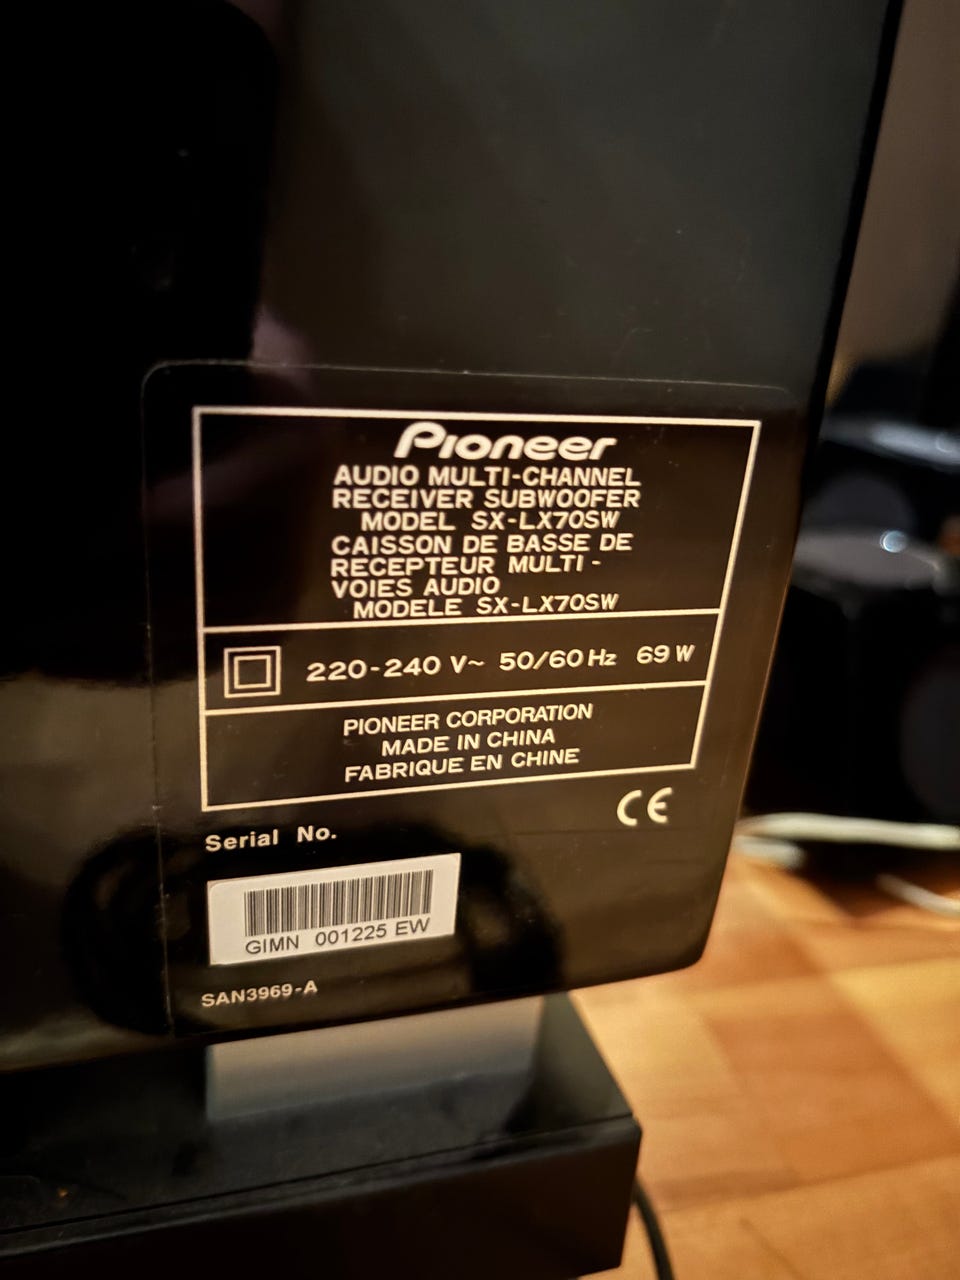 Pioneer
AUDIO MULTI-CHANNEL
RECEIVER SUBWOOFER
MODEL SX-LX70SW
CAISSON DE BASSE DE
RECEPTEUR MULTI-
VOIES AUDIO
MODELE SX-LX70SW
220-240 V~ 50/60 Hz 69 W
PIONEER CORPORATION
MADE IN CHINA
FABRIQUE EN CHINE
CE
Serial No.
GIMN 001225 EW
SAN3969-A